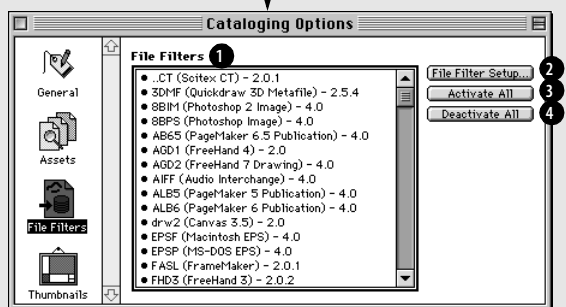 Cataloging Options
General
Assets
File Filters
Thumbnails
File Filters 1
..CT (Scitex CT) - 2.0.1
3DMF (Quickdraw 3D Metafile) - 2.5.4
8BIM (Photoshop 2 Image) - 4.0
8BPS (Photoshop Image) - 4.0
AB65 (PageMaker 6.5 Publication) - 4.0
AGD1 (FreeHand 4) - 2.0
AGD2 (FreeHand 7 Drawing) - 4.0
AIFF (Audio Interchange) - 4.0
ALB5 (PageMaker 5 Publication) - 4.0
ALB6 (PageMaker 6 Publication) - 4.0
drw2 (Canvas 3.5) - 2.0
EPSF (Macintosh EPS) - 4.0
EPSP (MS-DOS EPS) - 4.0
FASL (FrameMaker) - 2.0.1
FHD3 (FreeHand 3) - 2.0.2
File Filter Setup... 2
Activate All 3
Deactivate All 4